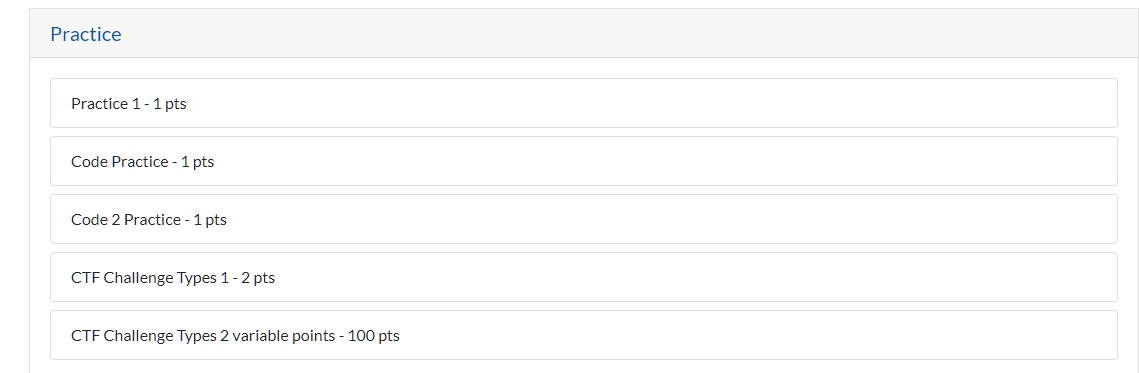 Practice
Practice 1 - 1 pts
Code Practice - 1 pts
Code 2 Practice - 1 pts
CTF Challenge Types 1 - 2 pts
CTF Challenge Types 2 variable points - 100 pts